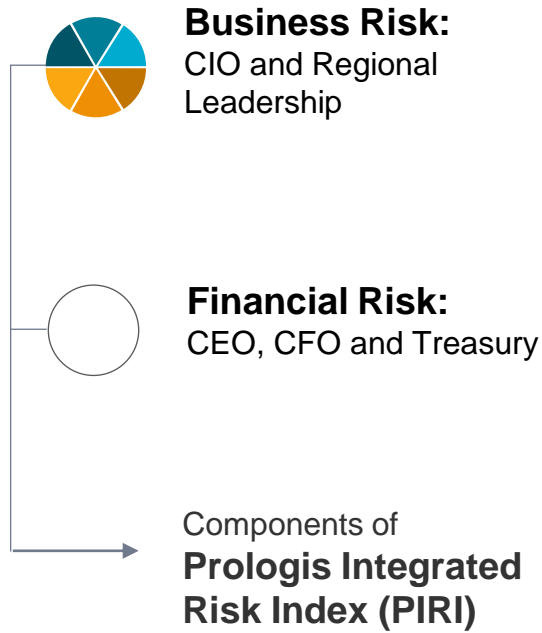 Business Risk:
CIO and Regional
Leadership
Financial Risk:
CEO, CFO and Treasury
Components of
Prologis Integrated
Risk Index (PIRI)